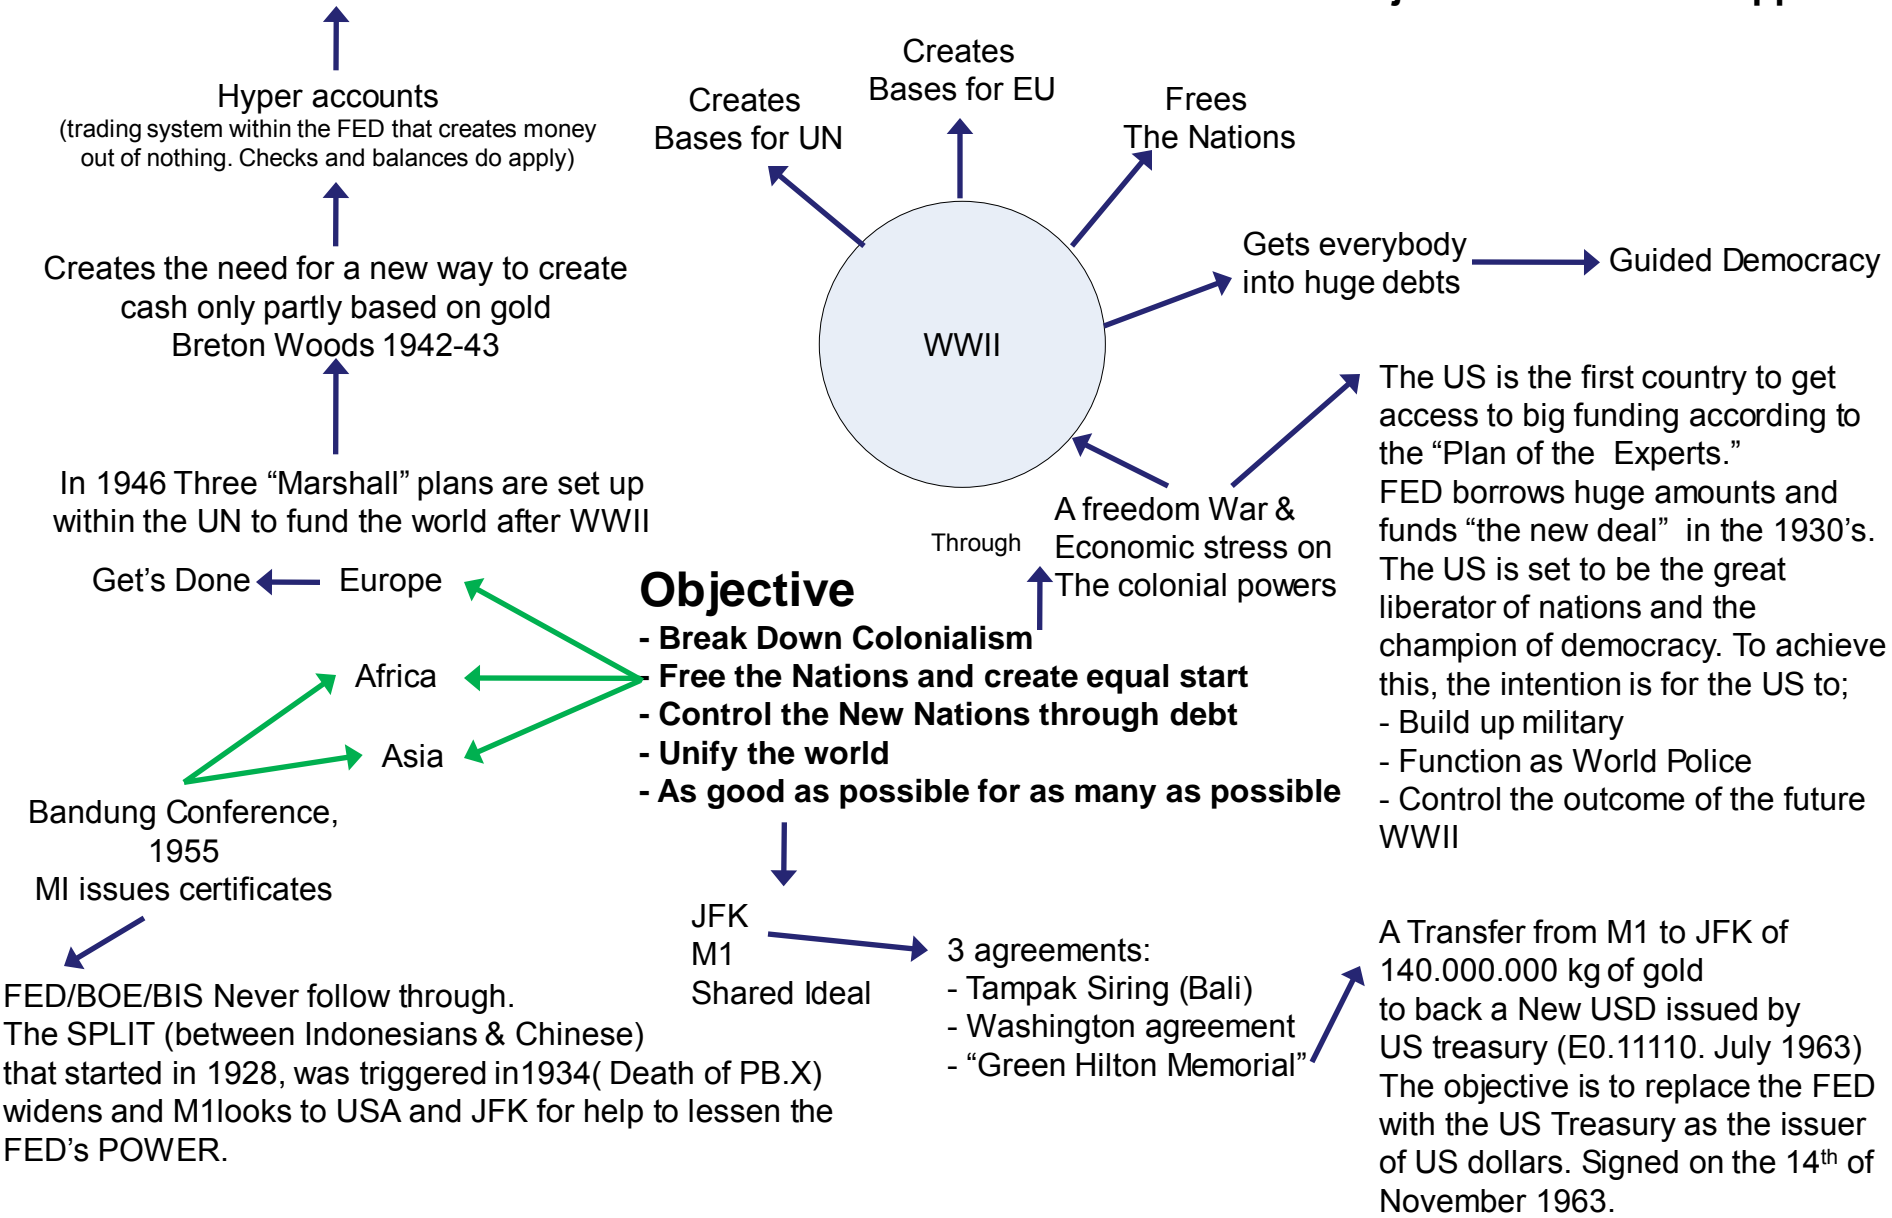 Hyper accounts
(trading system within the FED that creates money
out of nothing. Checks and balances do apply)
Creates the need for a new way to create
cash only partly based on gold
Breton Woods 1942-43
In 1946 Three “Marshall” plans are set up
within the UN to fund the world after WWII
Get’s Done
Europe
Africa
Asia
Bandung Conference,
1955
MI issues certificates
FED/BOE/BIS Never follow through.
The SPLIT (between Indonesians & Chinese)
that started in 1928, was triggered in1934( Death of PB.X)
widens and M1looks to USA and JFK for help to lessen the
FED’s POWER.
Creates
Bases for UN
Creates
Bases for EU
Frees
The Nations
Gets everybody
into huge debts
Guided Democracy
WWII
Through
A freedom War &
Economic stress on
The colonial powers
Objective
- Break Down Colonialism
- Free the Nations and create equal start
- Control the New Nations through debt
- Unify the world
- As good as possible for as many as possible
JFK
M1
Shared Ideal
3 agreements:
- Tampak Siring (Bali)
- Washington agreement
- “Green Hilton Memorial”
The US is the first country to get
access to big funding according to
the “Plan of the Experts.”
FED borrows huge amounts and
funds “the new deal” in the 1930’s.
The US is set to be the great
liberator of nations and the
champion of democracy. To achieve
this, the intention is for the US to;
- Build up military
- Function as World Police
- Control the outcome of the future
WWII
A Transfer from M1 to JFK of
140.000.000 kg of gold
to back a New USD issued by
US treasury (E0.11110. July 1963)
The objective is to replace the FED
with the US Treasury as the issuer
of US dollars. Signed on the 14th of
November 1963.